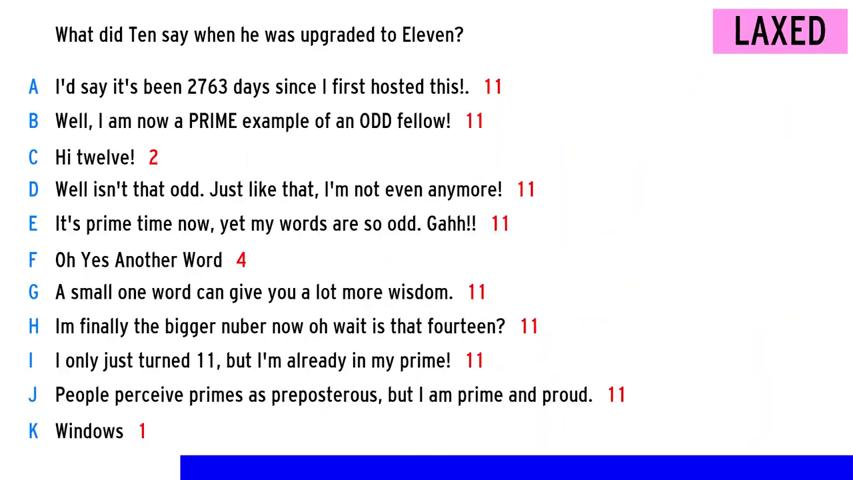 What did Ten say when he was upgraded to Eleven?
LAXED
A I'd say it's been 2763 days since I first hosted this!. 11
B Well, I am now a PRIME example of an ODD fellow! 11
C Hi twelve! 2
D Well isn't that odd. Just like that, I'm not even anymore! 11
E It's prime time now, yet my words are so odd. Gahh!! 11
F Oh Yes Another Word 4
G A small one word can give you a lot more wisdom. 11
H Im finally the bigger nuber now oh wait is that fourteen? 11
I I only just turned 11, but I'm already in my prime! 11
J People perceive primes as preposterous, but I am prime and proud. 11
K Windows 1